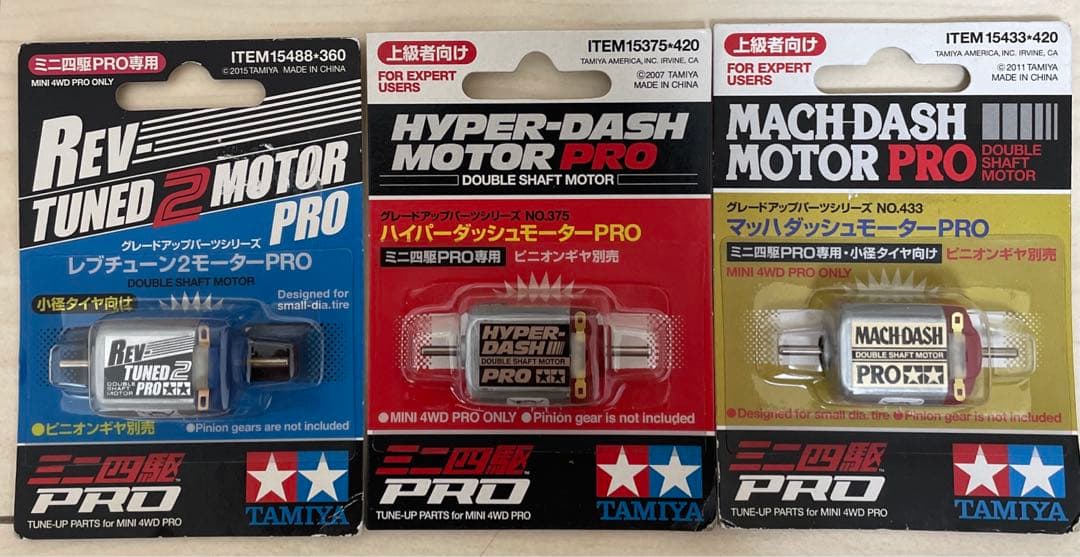 ミニ四駆PRO専用
MINI 4WD PRO ONLY
ITEM 15488*360
©2015 TAMIYA MADE IN CHINA
REV-
TUNED 2 MOTOR
PRO
グレードアップパーツシリーズ
レブチューン2モーターPRO
DOUBLE SHAFT MOTOR
小径タイヤ向け
Designed for
small-dia.tire
REV-
TUNED 2
DOUBLE
SHAFT
MOTOR
PRO
●ピニオンギヤ別売
●Pinion gears are not included
ミニ四駆
PRO
TUNE-UP PARTS for MINI 4WD PRO
TAMIYA
上級者向け
FOR EXPERT
USERS
ITEM 15375*420
TAMIYA AMERICA, INC. IRVINE, CA
©2007 TAMIYA
MADE IN CHINA
HYPER-DASH
MOTOR PRO
DOUBLE SHAFT MOTOR
グレードアップパーツシリーズ NO.375
ハイパーダッシュモーターPRO
ミニ四駆PRO専用 ピニオンギヤ別売
HYPER-
DASH
DOUBLE SHAFT MOTOR
PRO
●MINI 4WD PRO ONLY ●Pinion gear is not included
ミニ四駆
PRO
TUNE-UP PARTS for MINI 4WD PRO
TAMIYA
上級者向け
FOR EXPERT
USERS
ITEM 15433*420
TAMIYA AMERICA, INC. IRVINE, CA
©2011 TAMIYA
MADE IN CHINA
MACH-DASH
MOTOR PRO
DOUBLE
SHAFT
MOTOR
グレードアップパーツシリーズ NO.433
マッハダッシュモーターPRO
ミニ四駆PRO専用・小径タイヤ向け ピニオンギヤ別売
MINI 4WD PRO ONLY
MACH-DASH
DOUBLE SHAFT MOTOR
PRO
●Designed for small dia. tire ●Pinion gear is not included
ミニ四駆
PRO
TUNE-UP PARTS for MINI 4WD PRO
TAMIYA